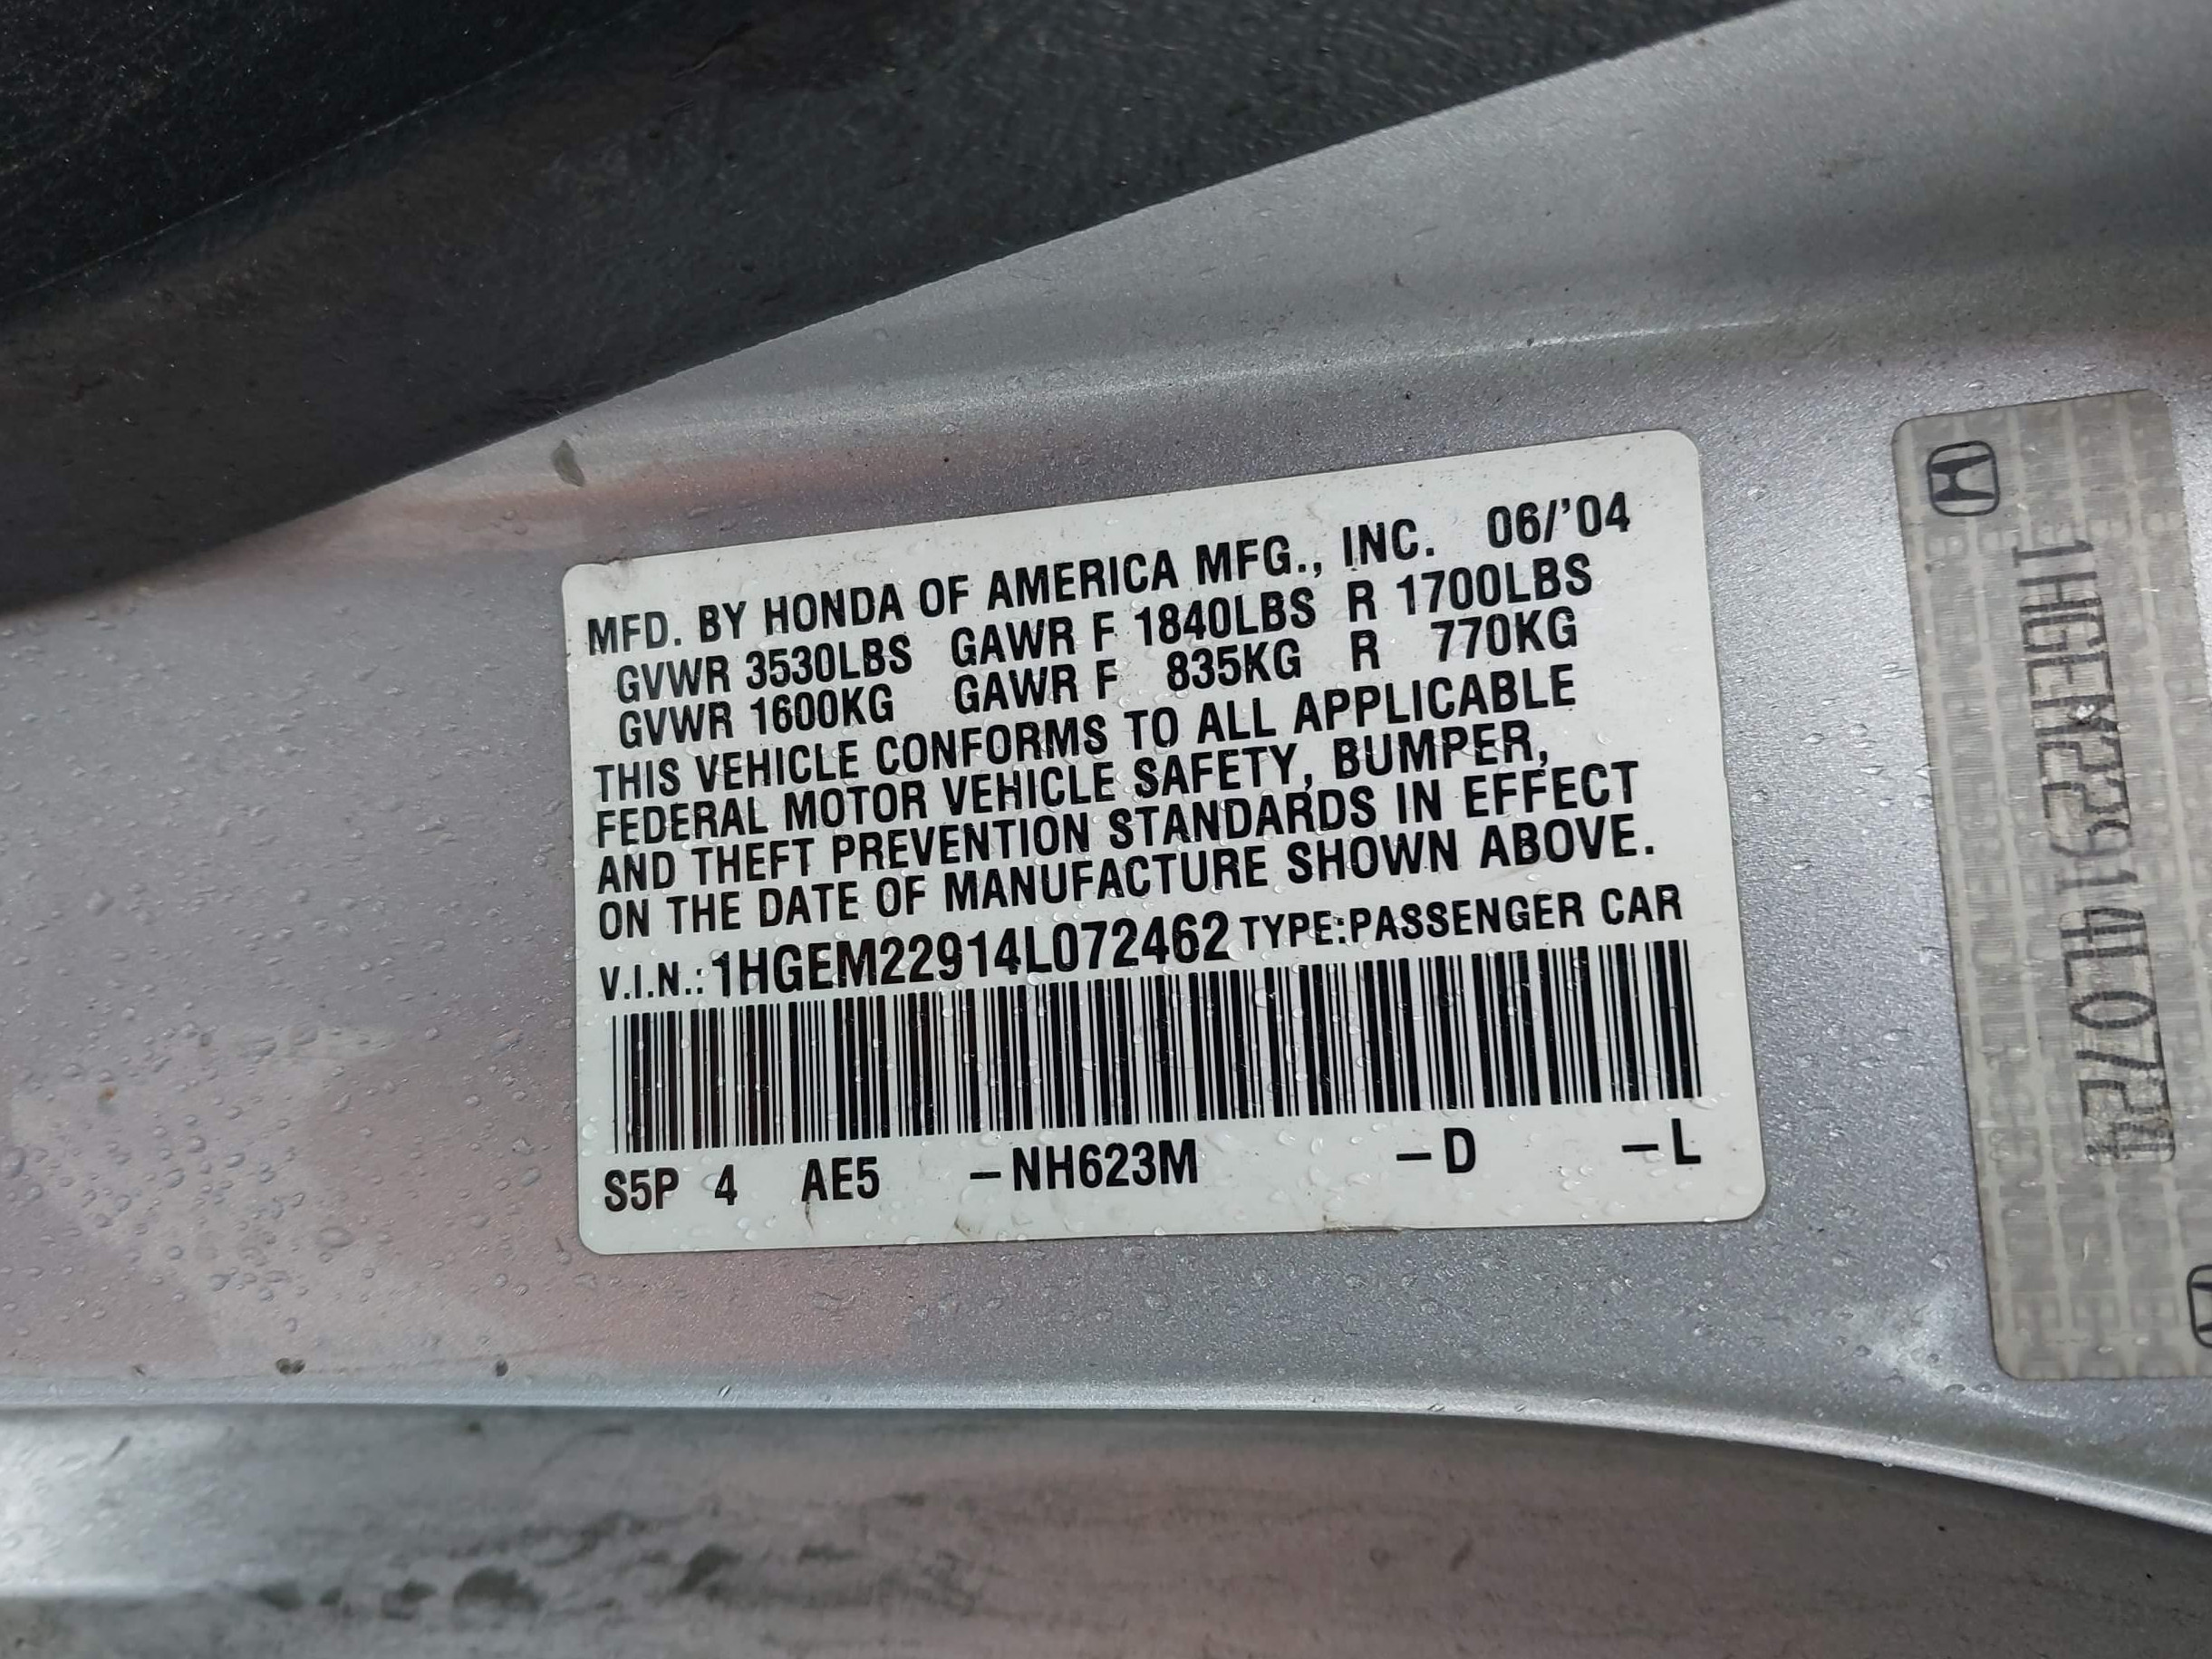 MFD. BY HONDA OF AMERICA MFG., INC. 06/'04
GVWR 3530LBS GAWR F 1840LBS R 1700LBS
GVWR 1600KG GAWR F 835KG R 770KG
THIS VEHICLE CONFORMS TO ALL APPLICABLE
FEDERAL MOTOR VEHICLE SAFETY, BUMPER,
AND THEFT PREVENTION STANDARDS IN EFFECT
ON THE DATE OF MANUFACTURE SHOWN ABOVE.
V.I.N.: 1HGEM22914L072462 TYPE:PASSENGER CAR
S5P 4 AE5 –NH623M –D –L